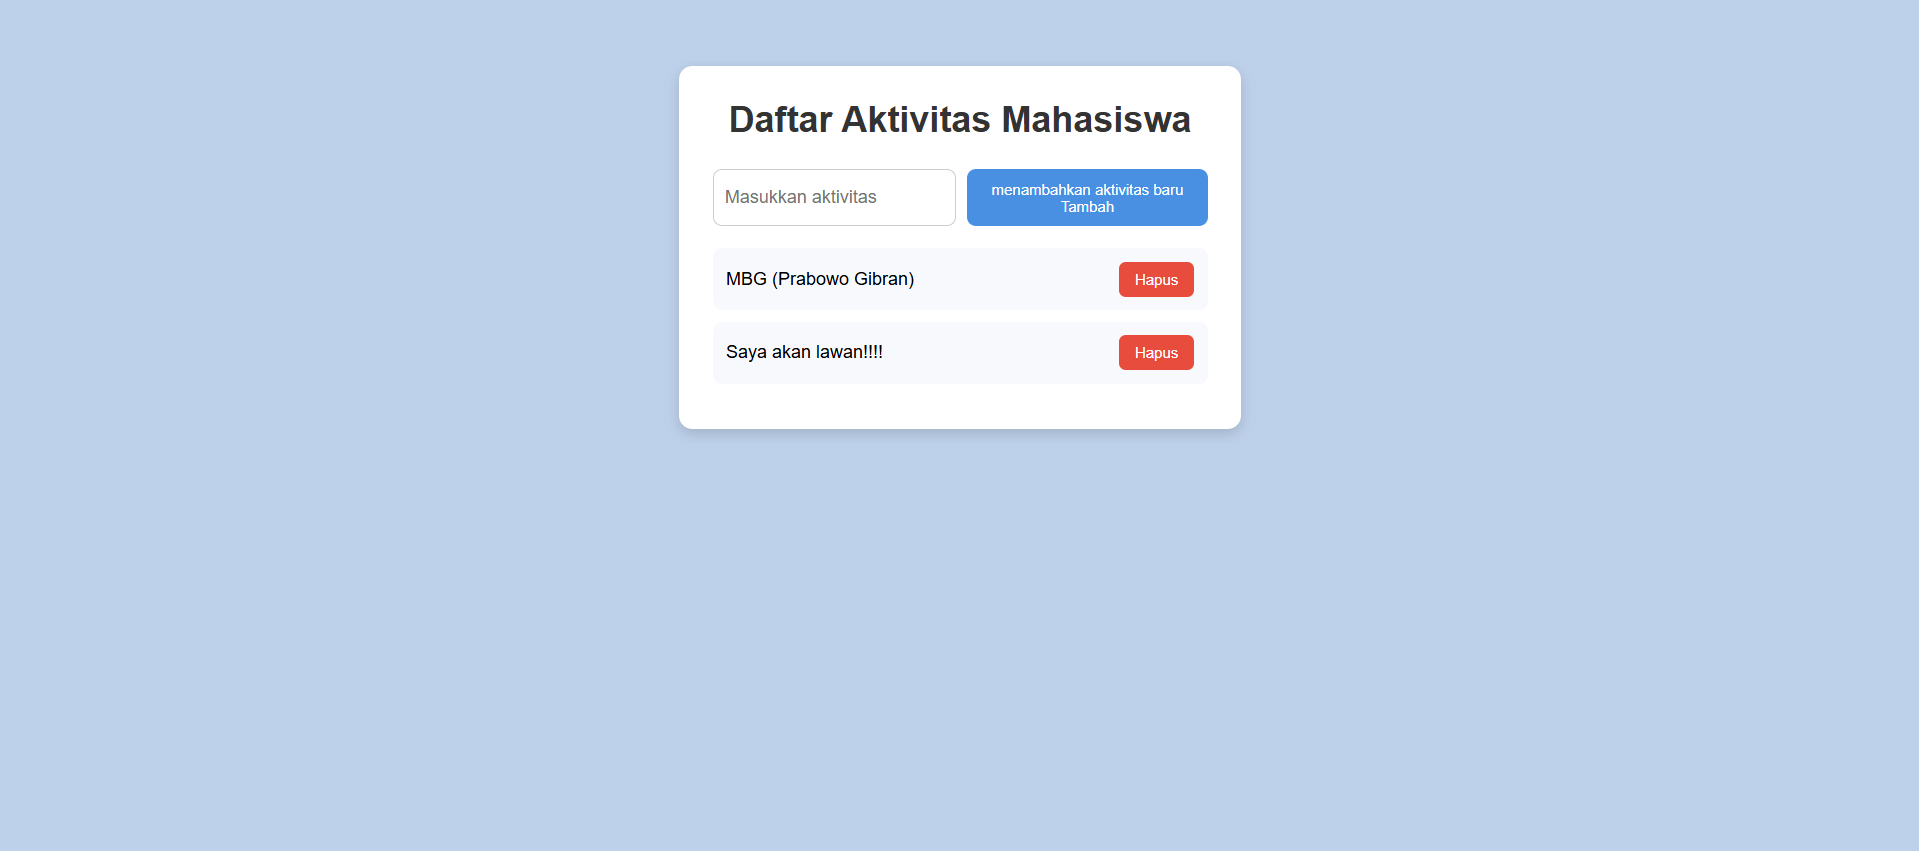 Daftar Aktivitas Mahasiswa
Masukkan aktivitas
menambahkan aktivitas baru
Tambah
MBG (Prabowo Gibran)
Hapus
Saya akan lawan!!!!
Hapus